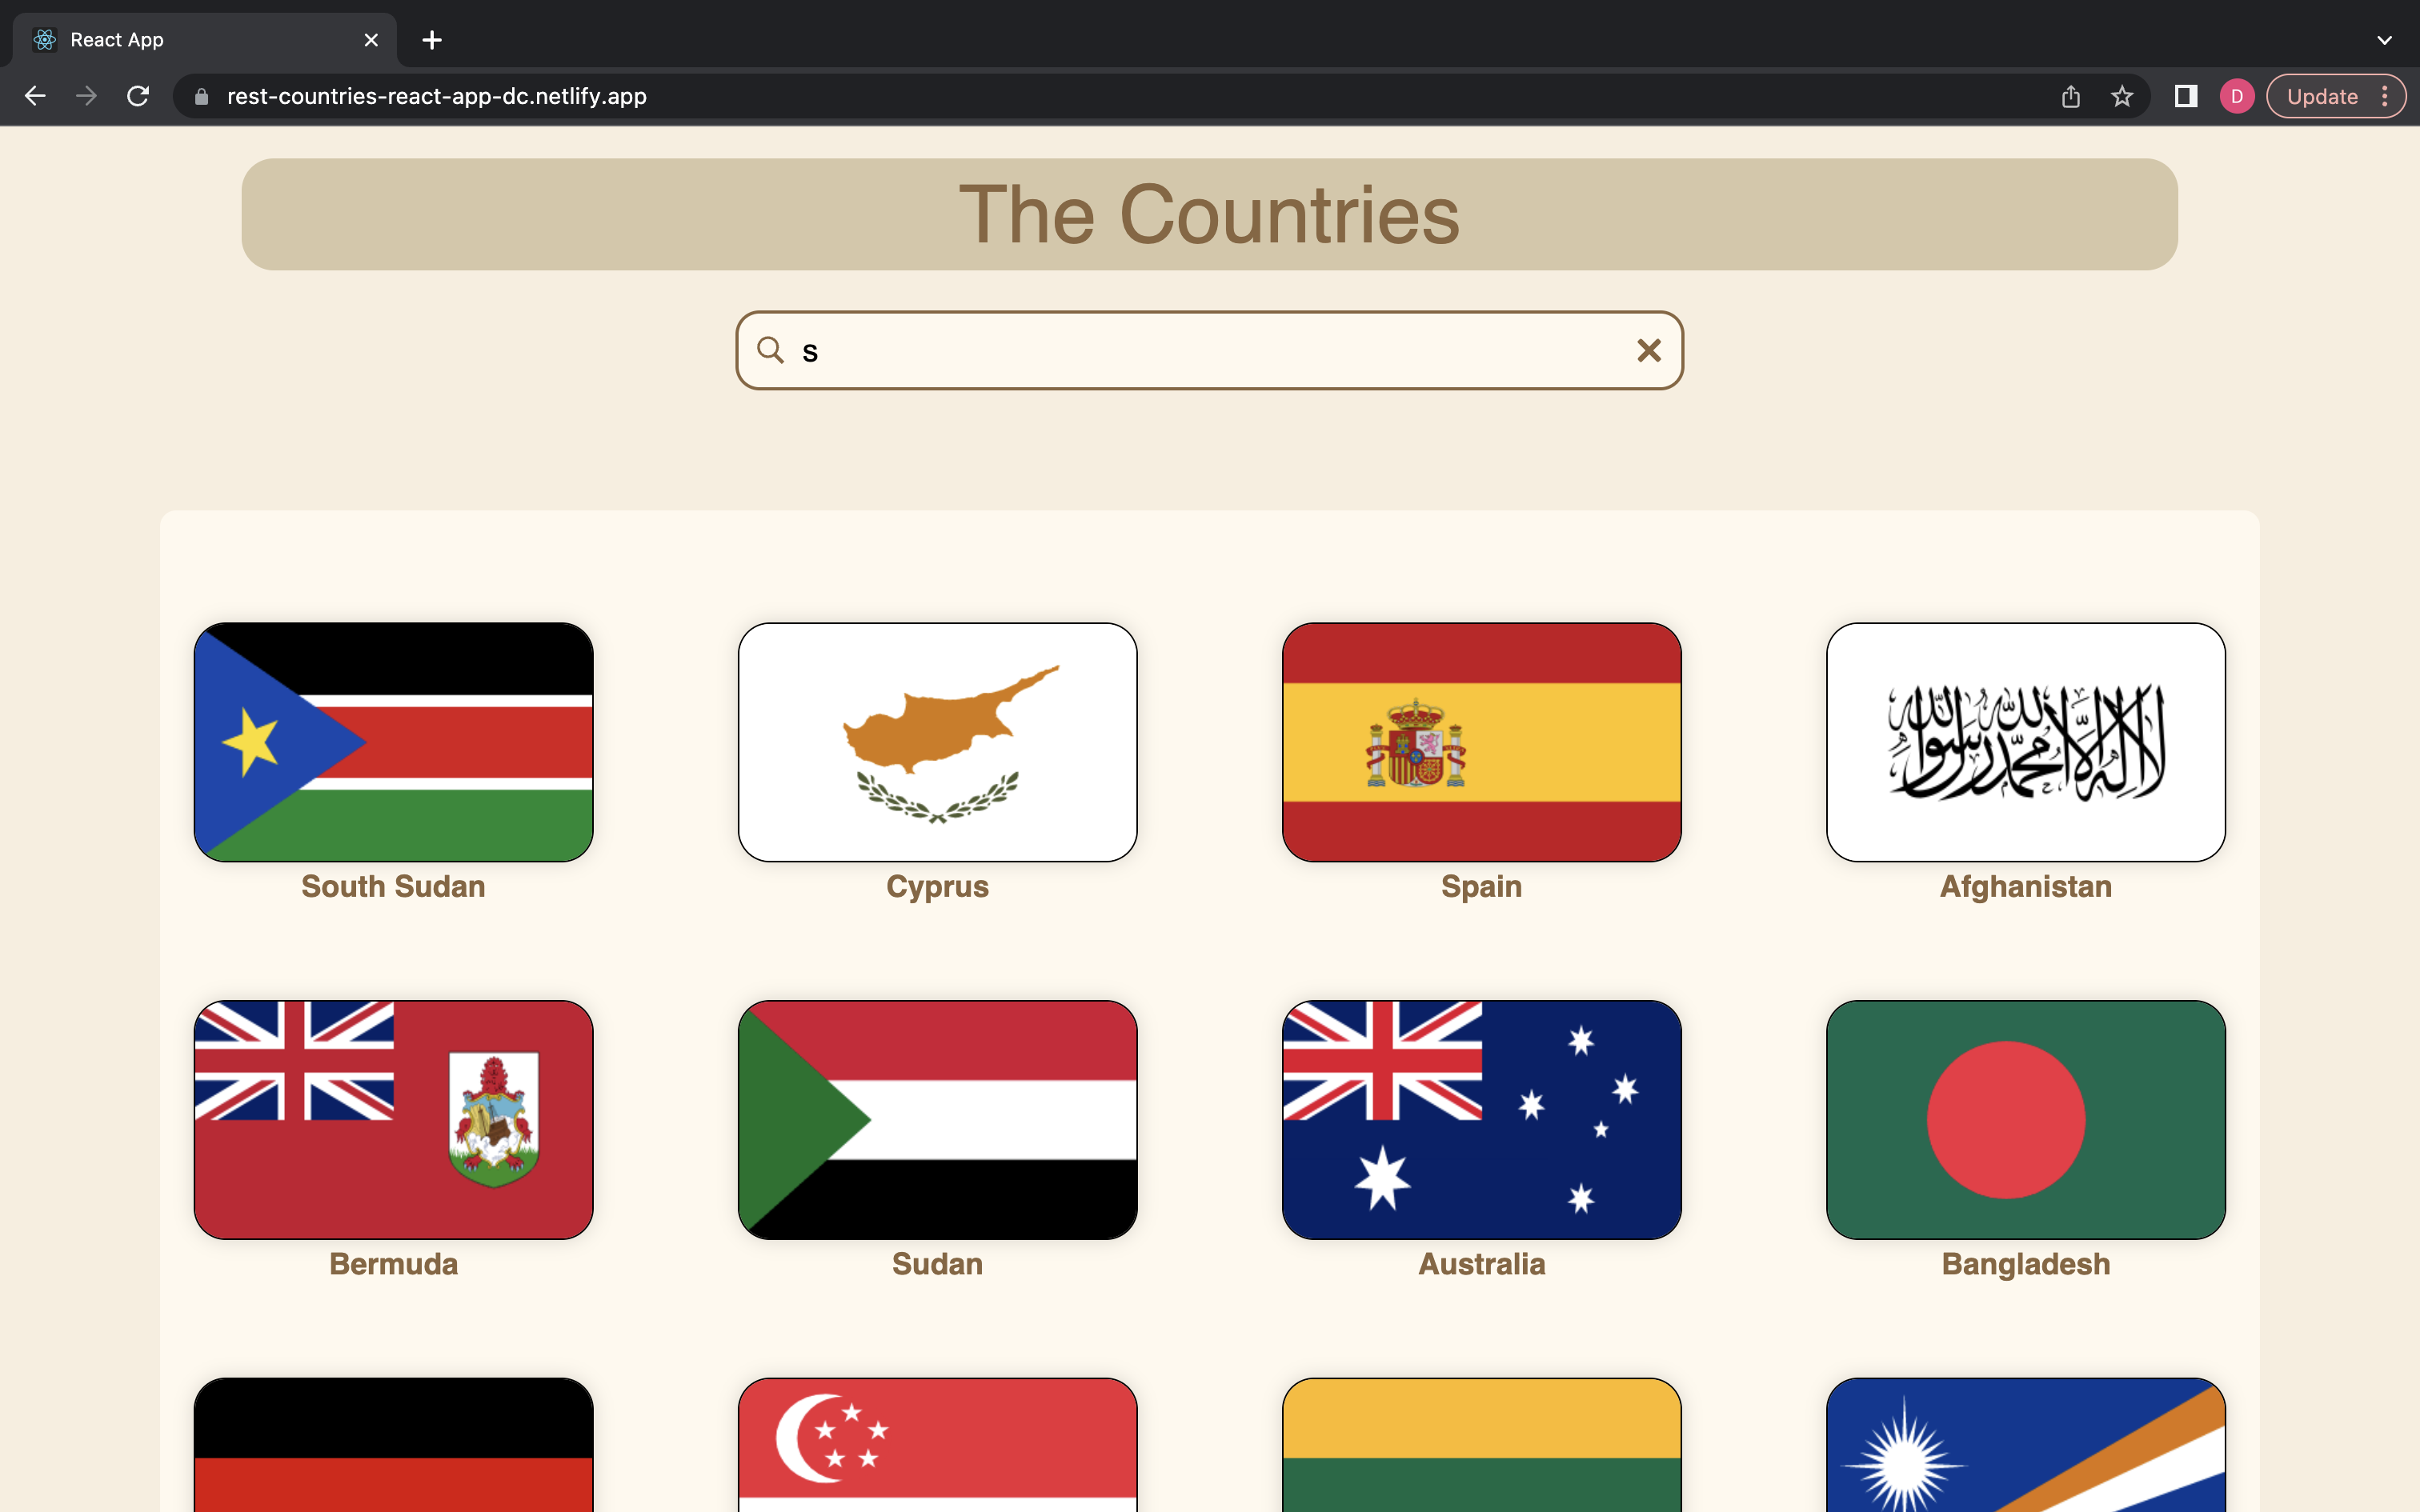 React App
rest-countries-react-app-dc.netlify.app
D
Update
The Countries
s
لا إله إلا الله محمد رسول الله
South Sudan
Cyprus
Spain
Afghanistan
Bermuda
Sudan
Australia
Bangladesh